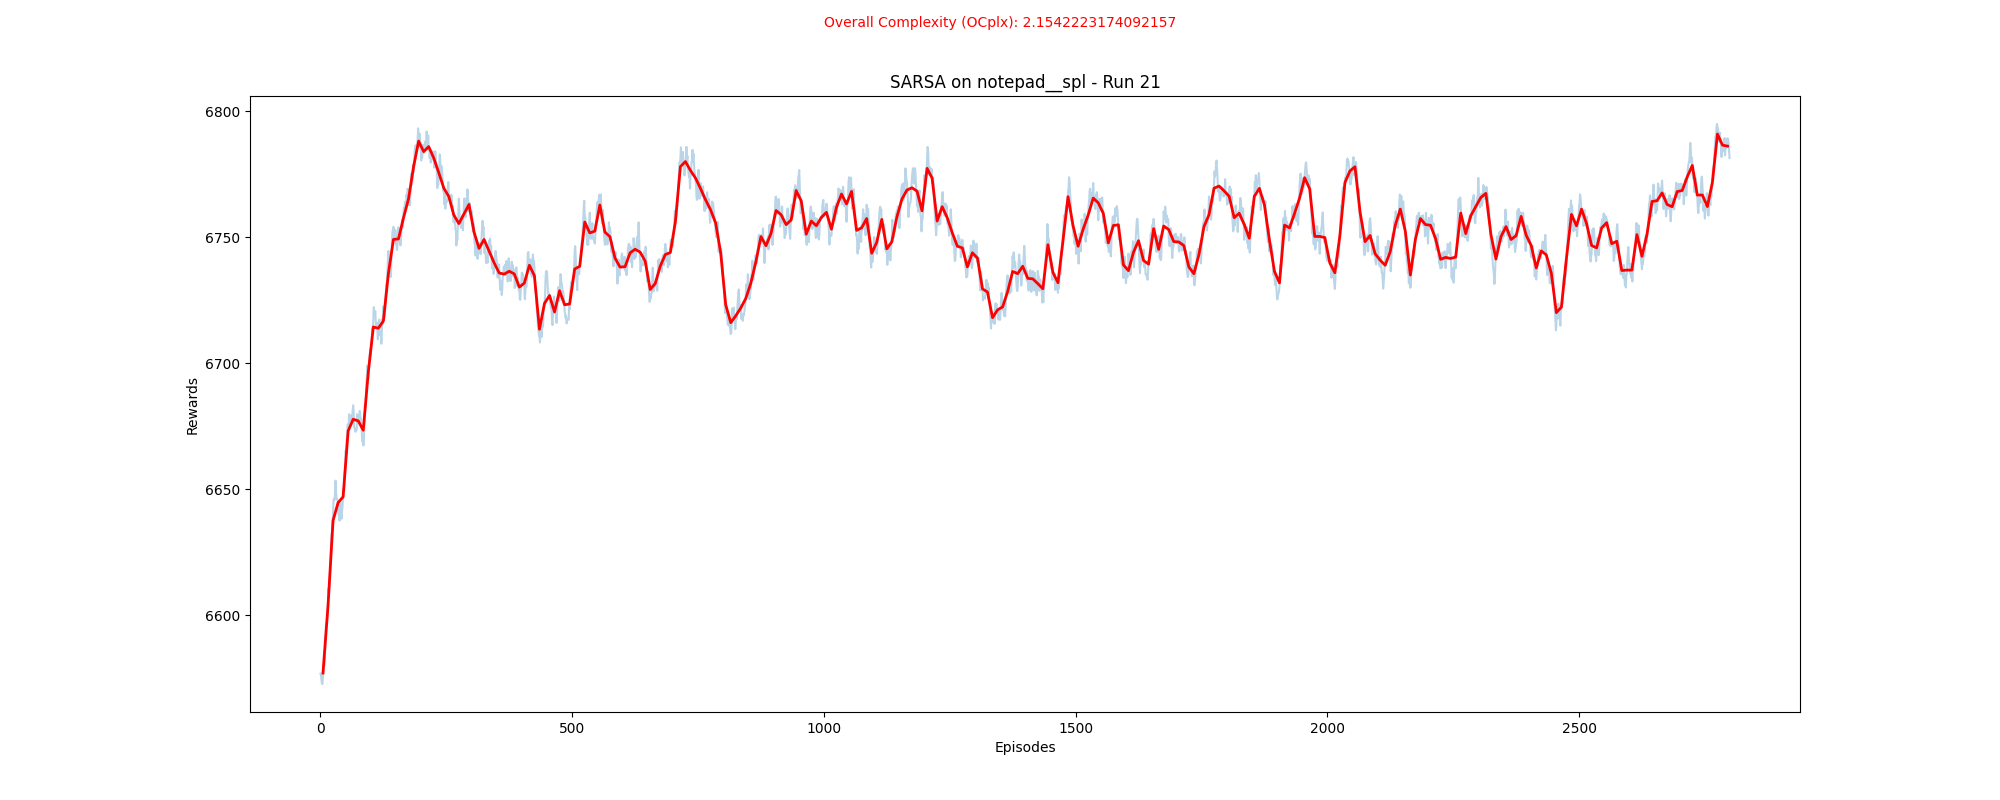 Overall Complexity (OCplx): 2.1542223174092157
SARSA on notepad__spl - Run 21
6800
6750
6700
6650
6600
Rewards
0 500 1000 1500 2000 2500
Episodes